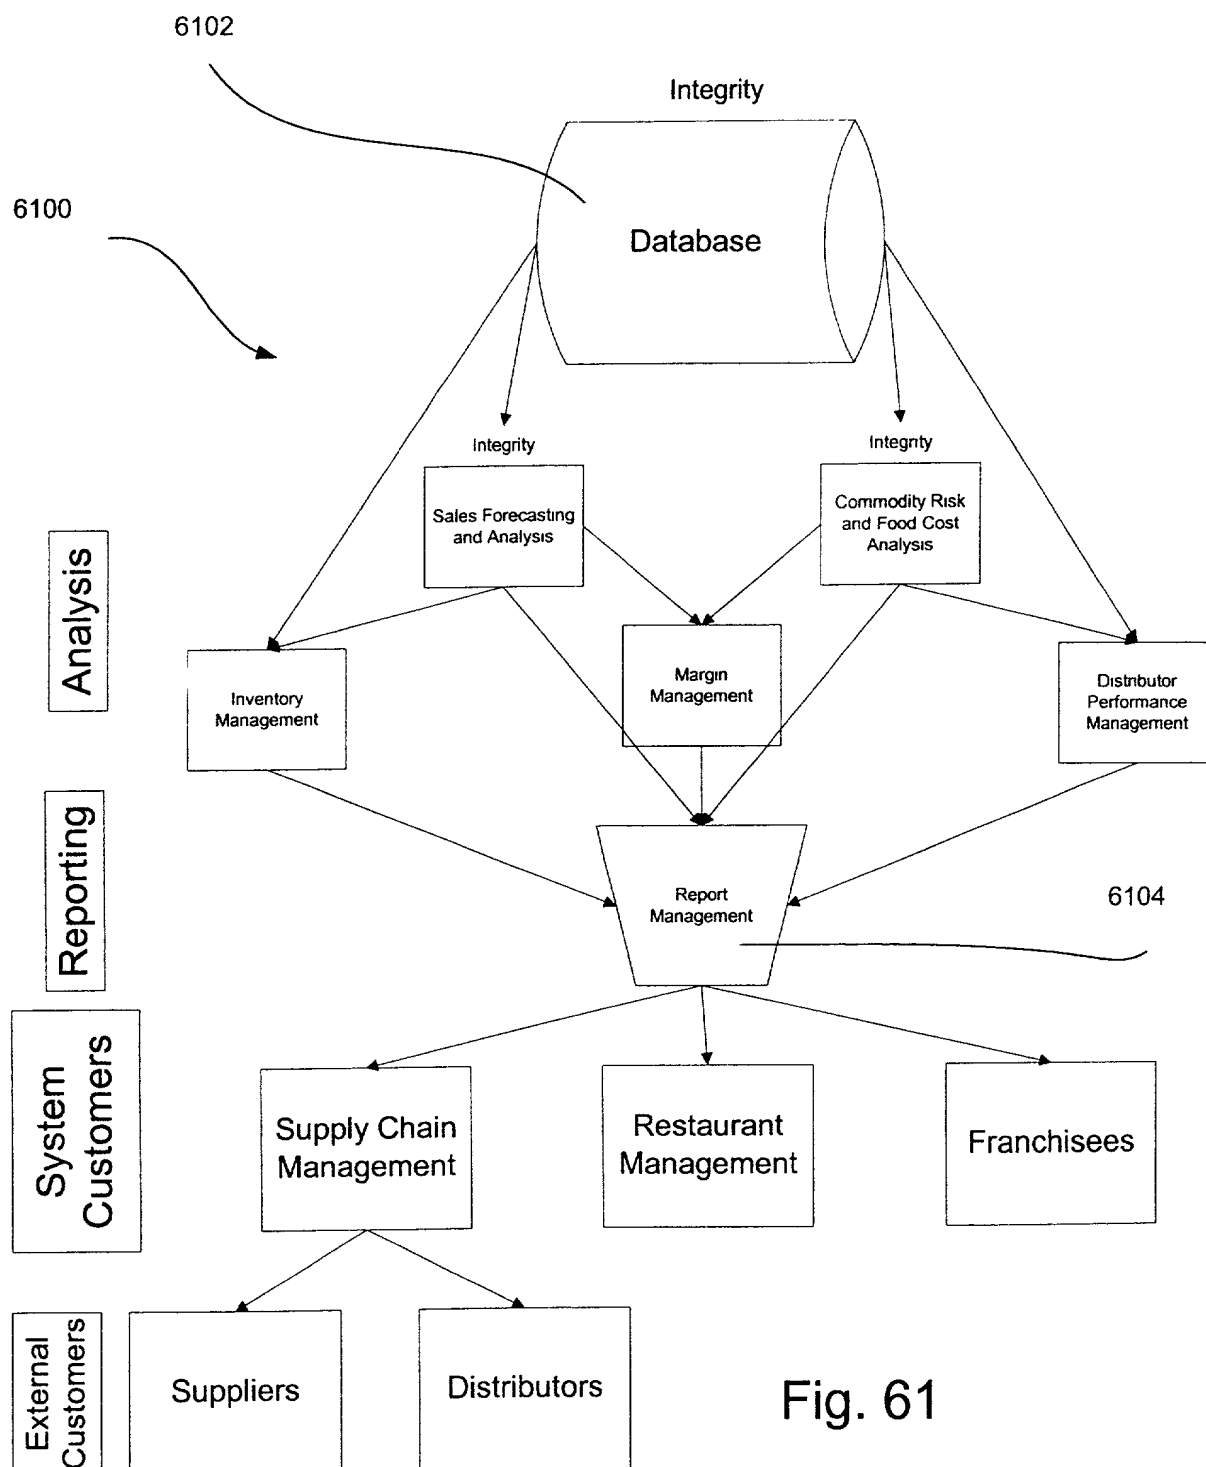 6102
Integrity
6100
Database
Integrity
Integrity
Sales Forecasting
and Analysis
Commodity Risk
and Food Cost
Analysis
Analysis
Inventory
Management
Margin
Management
Distributor
Performance
Management
Reporting
Report
Management
6104
System
Customers
Supply Chain
Management
Restaurant
Management
Franchisees
External
Customers
Suppliers
Distributors
Fig. 61